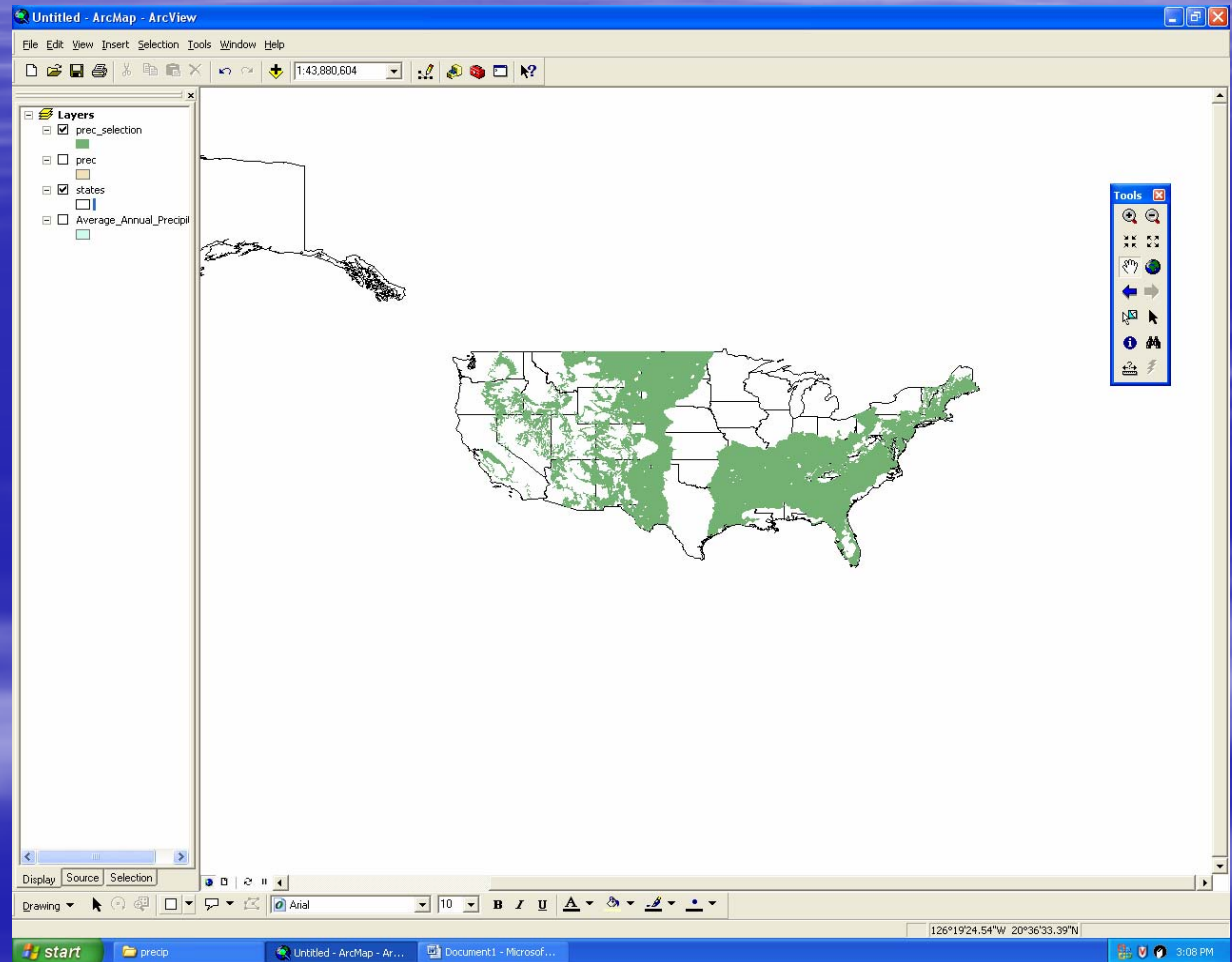 Untitled - ArcMap - ArcView
File Edit View Insert Selection Tools Window Help
1:43,880,604
Layers
prec_selection
prec
states
Average_Annual_Precipi
Tools
Display Source Selection
Drawing Arial 10 B I U A
126°19'24.54"W 20°36'33.39"N
start precip Untitled - ArcMap - Ar... Document1 - Microsof... 3:08 PM